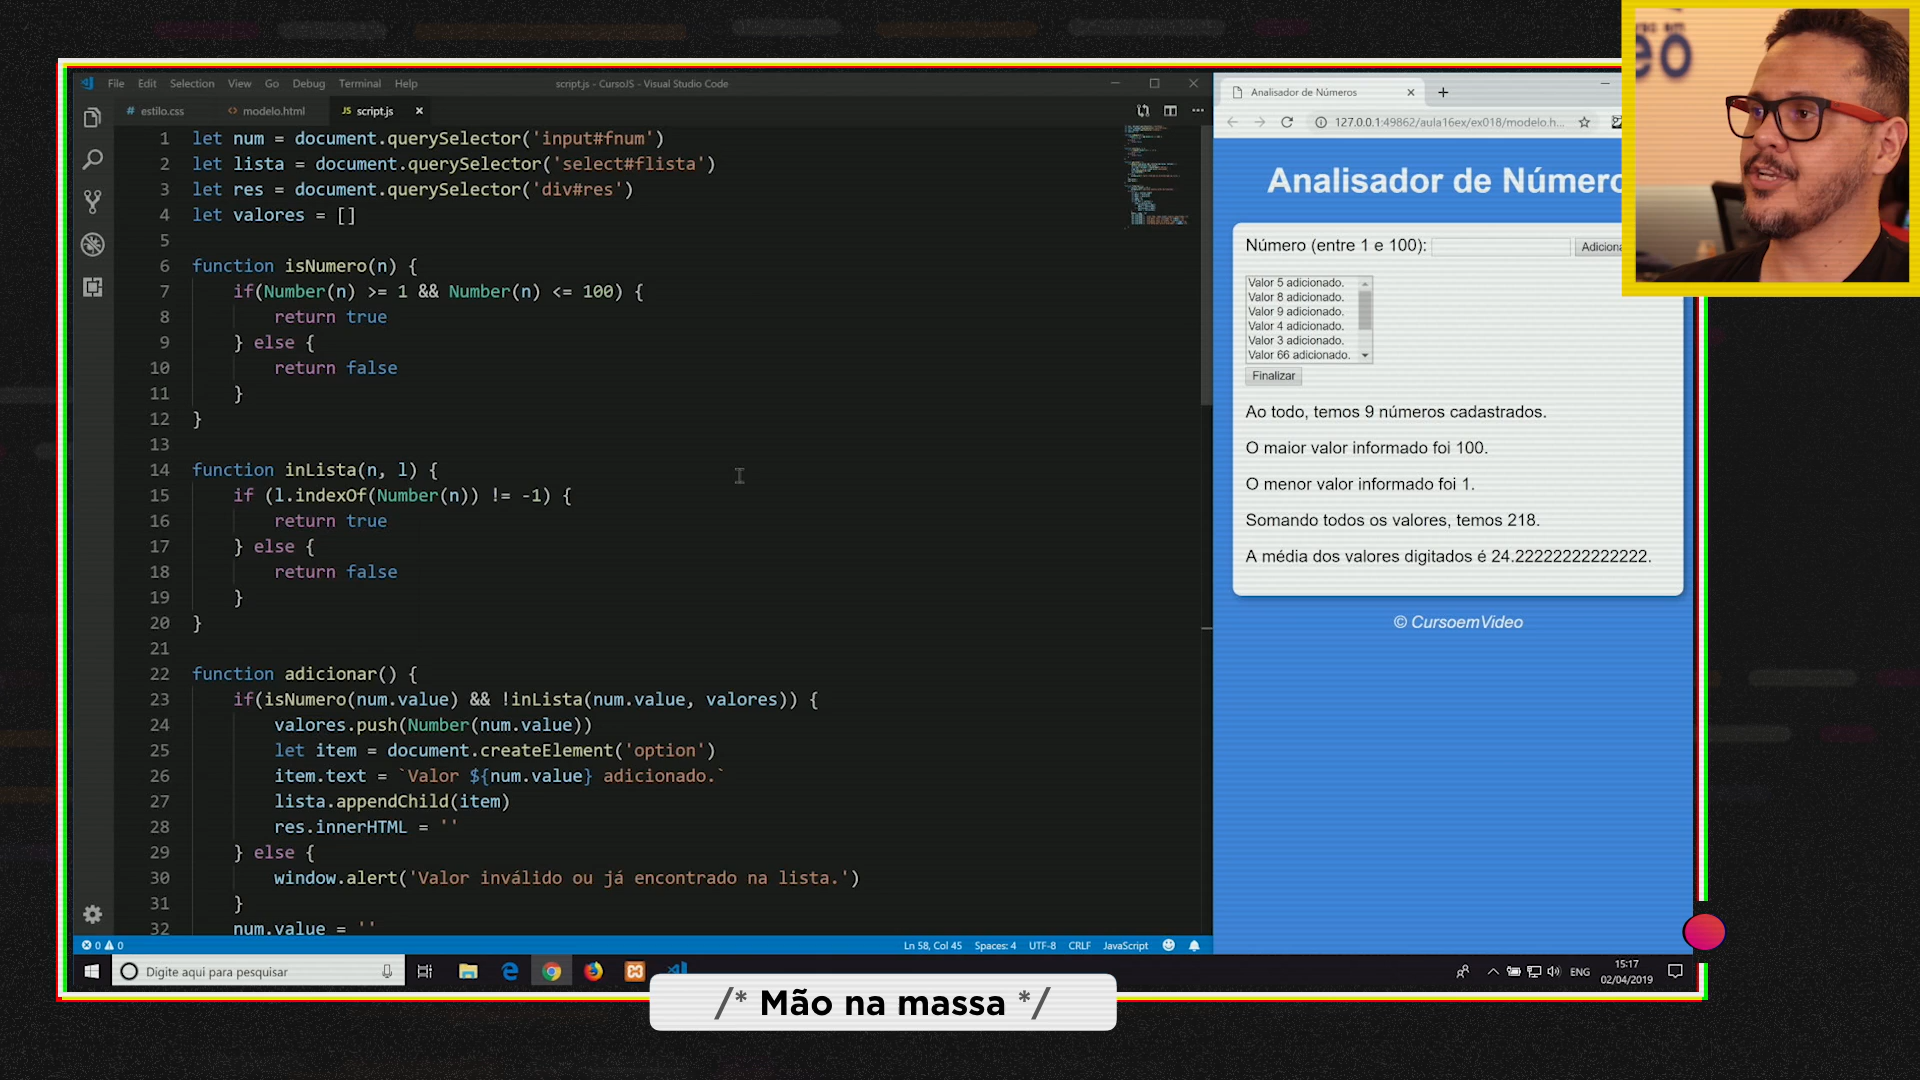 File Edit Selection View Go Debug Terminal Help
script.js - CursoJS - Visual Studio Code
# estilo.css
<> modelo.html
JS script.js ×
1 let num = document.querySelector('input#fnum')
2 let lista = document.querySelector('select#flista')
3 let res = document.querySelector('div#res')
4 let valores = []
5
6 function isNumero(n) {
7     if(Number(n) >= 1 && Number(n) <= 100) {
8         return true
9     } else {
10         return false
11     }
12 }
13
14 function inLista(n, l) {
15     if (l.indexOf(Number(n)) != -1) {
16         return true
17     } else {
18         return false
19     }
20 }
21
22 function adicionar() {
23     if(isNumero(num.value) && !inLista(num.value, valores)) {
24         valores.push(Number(num.value))
25         let item = document.createElement('option')
26         item.text = `Valor ${num.value} adicionado.`
27         lista.appendChild(item)
28         res.innerHTML = ''
29     } else {
30         window.alert('Valor inválido ou já encontrado na lista.')
31     }
32     num.value = ''
0 0
Ln 58, Col 45 Spaces: 4 UTF-8 CRLF JavaScript
Analisador de Números
127.0.0.1:49862/aula16ex/ex018/modelo.h...
Analisador de Número
Número (entre 1 e 100):
Adiciona
Valor 5 adicionado.
Valor 8 adicionado.
Valor 9 adicionado.
Valor 4 adicionado.
Valor 3 adicionado.
Valor 66 adicionado.
Finalizar
Ao todo, temos 9 números cadastrados.
O maior valor informado foi 100.
O menor valor informado foi 1.
Somando todos os valores, temos 218.
A média dos valores digitados é 24.22222222222222.
© CursoemVideo
Digite aqui para pesquisar
ENG
15:17
02/04/2019
/* Mão na massa */